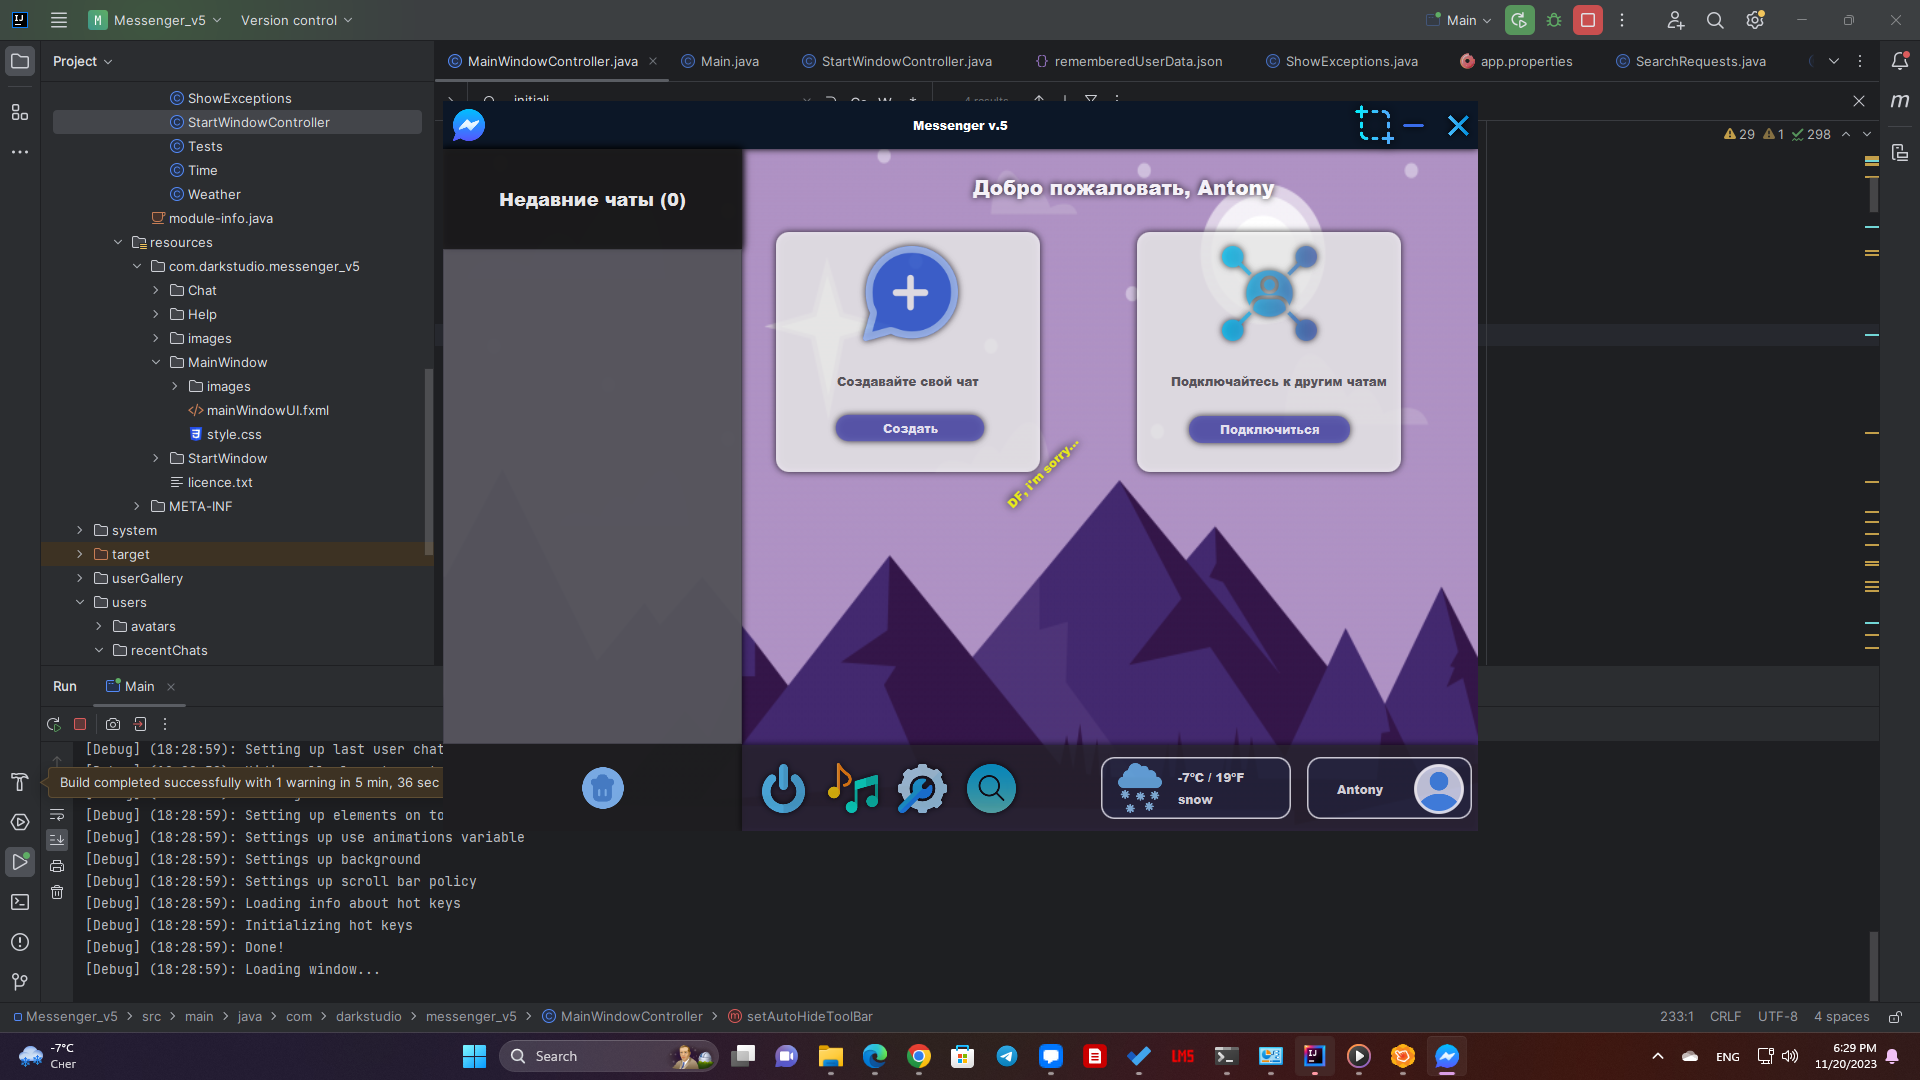 Messenger_v5
Version control
Main
Project
MainWindowController.java
Main.java
StartWindowController.java
rememberedUserData.json
ShowExceptions.java
app.properties
SearchRequests.java
initiali
4 results
29 1 298
ShowExceptions
StartWindowController
Tests
Time
Weather
module-info.java
resources
com.darkstudio.messenger_v5
Chat
Help
images
MainWindow
images
mainWindowUI.fxml
style.css
StartWindow
licence.txt
META-INF
system
target
userGallery
users
avatars
recentChats
Messenger v.5
Недавние чаты (0)
Добро пожаловать, Antony
Создавайте свой чат
Создать
Подключайтесь к другим чатам
Подключиться
DF, i'm sorry...
-7°C / 19°F
snow
Antony
Run
Main
[Debug] (18:28:59): Setting up last user chat
Build completed successfully with 1 warning in 5 min, 36 sec
[Debug] (18:28:59): Setting up elements on to
[Debug] (18:28:59): Settings up use animations variable
[Debug] (18:28:59): Settings up background
[Debug] (18:28:59): Settings up scroll bar policy
[Debug] (18:28:59): Loading info about hot keys
[Debug] (18:28:59): Initializing hot keys
[Debug] (18:28:59): Done!
[Debug] (18:28:59): Loading window...
Messenger_v5 > src > main > java > com > darkstudio > messenger_v5 > MainWindowController > setAutoHideToolBar
233:1 CRLF UTF-8 4 spaces
-7°C
Снег
Search
LMS
ENG
6:29 PM
11/20/2023